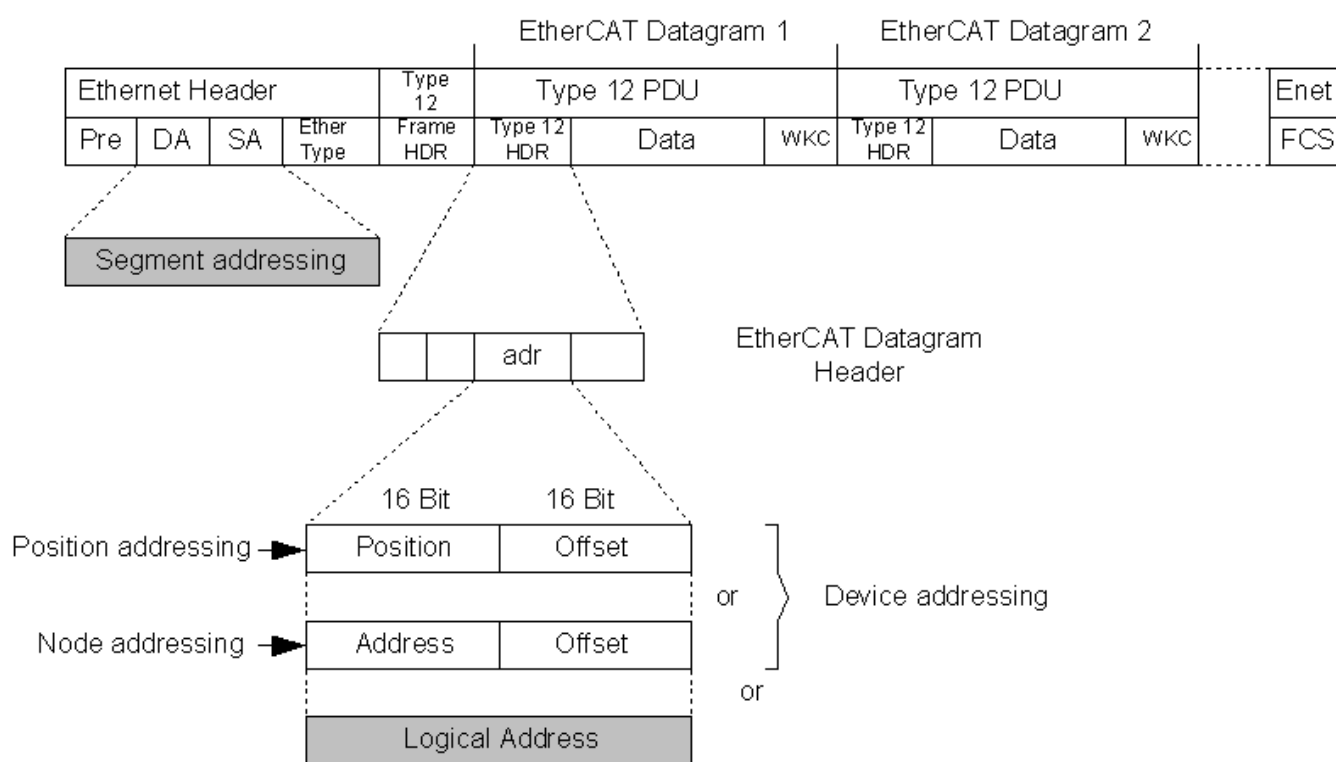 EtherCAT Datagram 1
EtherCAT Datagram 2
Ethernet Header
Type 12
Type 12 PDU
Type 12 PDU
Enet
Pre
DA
SA
Ether Type
Frame HDR
Type 12 HDR
Data
WKC
Type 12 HDR
Data
WKC
FCS
Segment addressing
adr
EtherCAT Datagram
Header
16 Bit
16 Bit
Position addressing
Position
Offset
or
Device addressing
Node addressing
Address
Offset
or
Logical Address